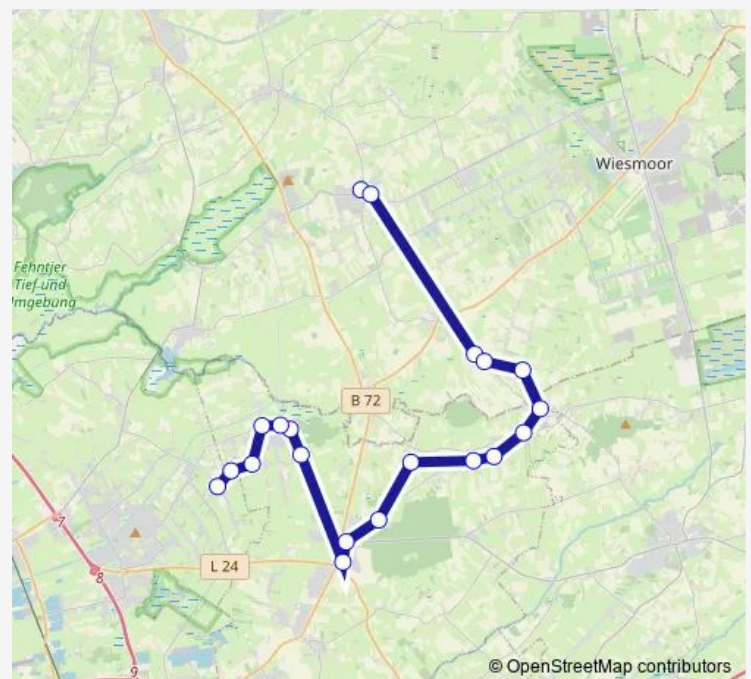 Wiesmoor
Fehntjer
Tief und
Umgebung
B 72
7
L 24
8
9
© OpenStreetMap contributors